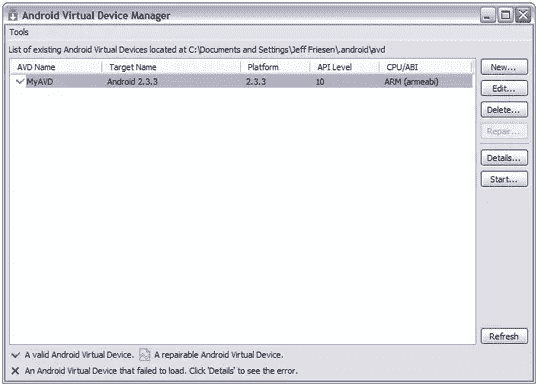 Android Virtual Device Manager
Tools
List of existing Android Virtual Devices located at C:\Documents and Settings\Jeff Friesen\.android\avd
AVD Name Target Name Platform API Level CPU/ABI
MyAVD Android 2.3.3 2.3.3 10 ARM (armeabi)
New...
Edit...
Delete...
Repair...
Details...
Start...
Refresh
A valid Android Virtual Device. A repairable Android Virtual Device.
An Android Virtual Device that failed to load. Click 'Details' to see the error.